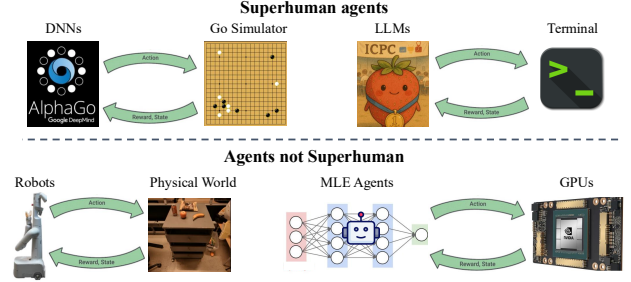 Superhuman agents
DNNs
Go Simulator
LLMs
Terminal
Action
AlphaGo
Google DeepMind
Reward, State
ICPC
Action
Reward, State
Agents not Superhuman
Robots
Physical World
MLE Agents
GPUs
Action
Reward, State
Action
Reward, State
NVIDIA